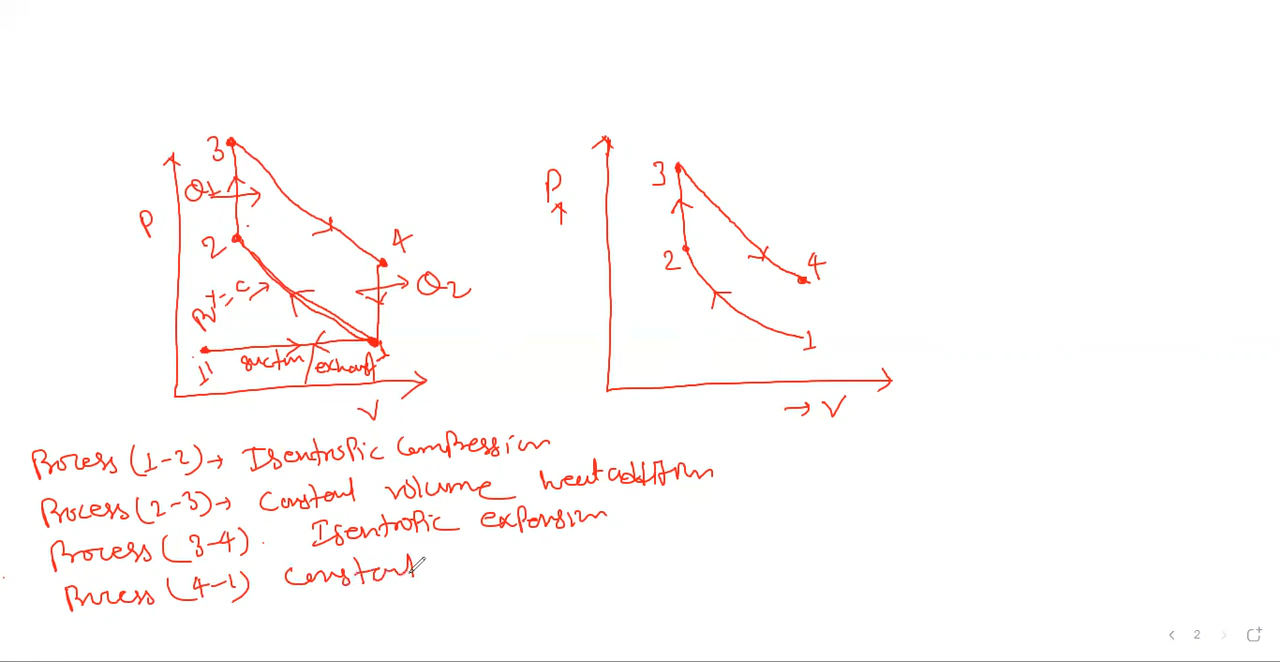 3
3
P
Q1
P
4
2
4
2
Q2
PV^γ = C
1
1
1'
suction / exhaust
V
→ V
Process (1-2) → Isentropic compression
Process (2-3) → Constant volume heat addition
Process (3-4). Isentropic expansion
Process (4-1) constant
2